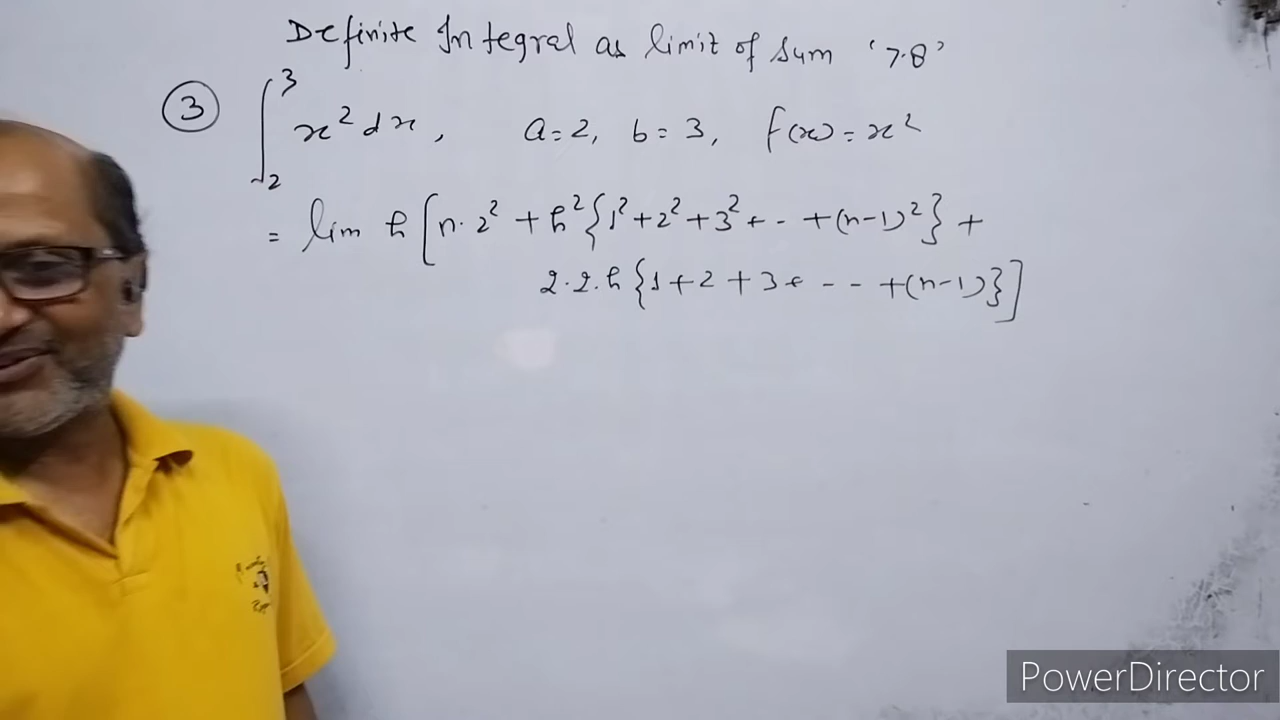 Definite Integral as limit of sum '7.8'
③ ∫₂³ x² dx, a=2, b=3, f(x)=x²
= lim h [n·2² + h² {1²+2²+3²+--+(n-1)²} +
2·2·h {1+2+3+---+(n-1)}]
PowerDirector